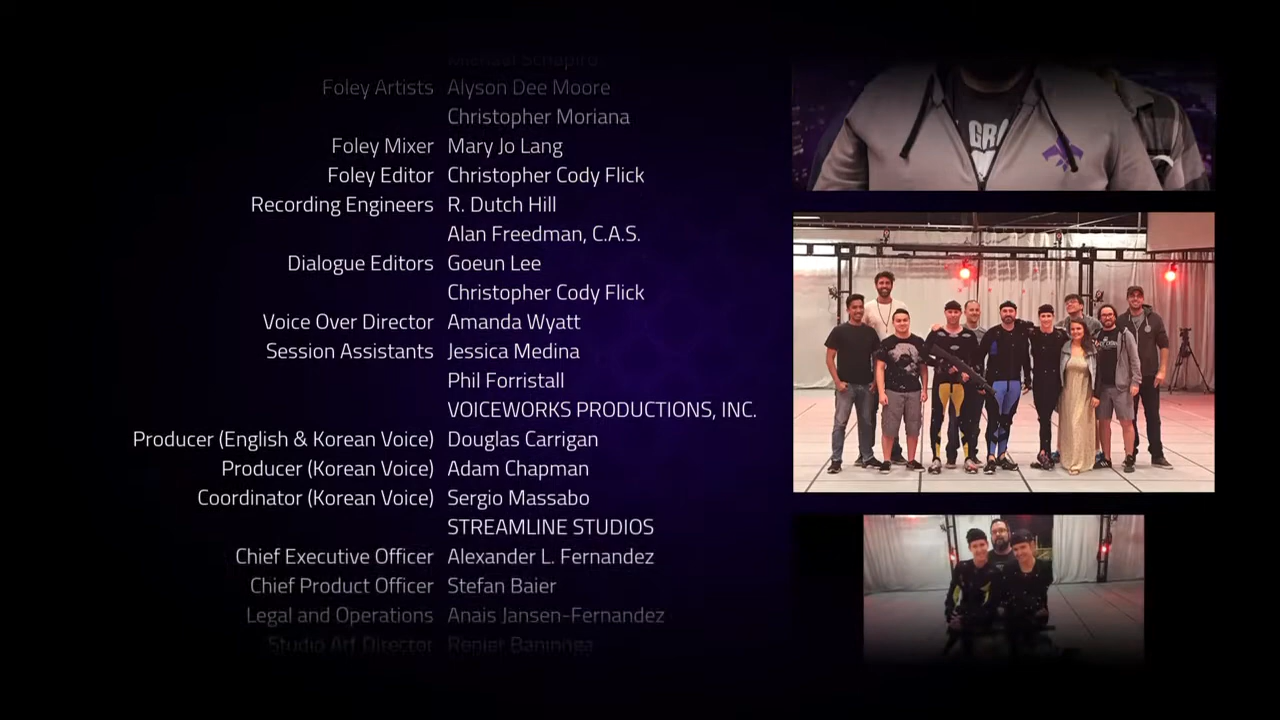 Foley Artists Alyson Dee Moore
Christopher Moriana
Foley Mixer Mary Jo Lang
Foley Editor Christopher Cody Flick
Recording Engineers R. Dutch Hill
Alan Freedman, C.A.S.
Dialogue Editors Goeun Lee
Christopher Cody Flick
Voice Over Director Amanda Wyatt
Session Assistants Jessica Medina
Phil Forristall
VOICEWORKS PRODUCTIONS, INC.
Producer (English & Korean Voice) Douglas Carrigan
Producer (Korean Voice) Adam Chapman
Coordinator (Korean Voice) Sergio Massabo
STREAMLINE STUDIOS
Chief Executive Officer Alexander L. Fernandez
Chief Product Officer Stefan Baier
Legal and Operations Anais Jansen-Fernandez
Studio Art Director